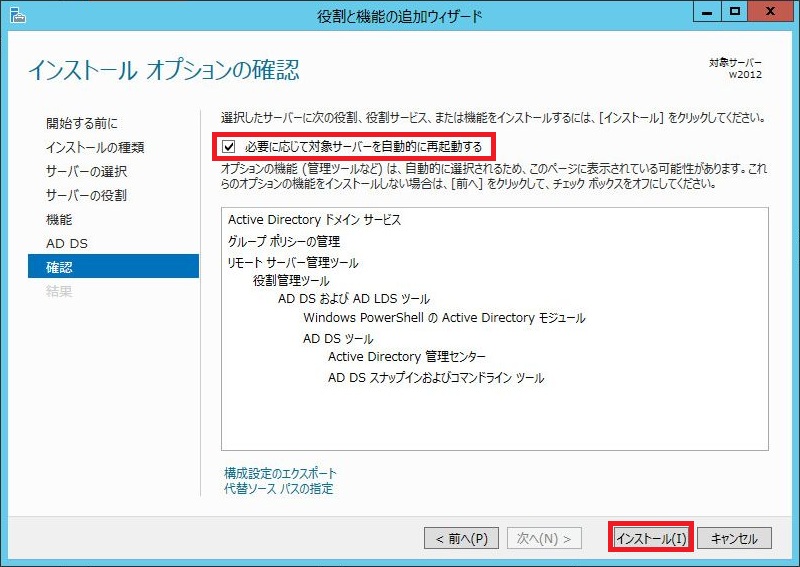 役割と機能の追加ウィザード
インストール オプションの確認
対象サーバー
w2012
開始する前に
インストールの種類
サーバーの選択
サーバーの役割
機能
AD DS
確認
結果
選択したサーバーに次の役割、役割サービス、または機能をインストールするには、[インストール] をクリックしてください。
必要に応じて対象サーバーを自動的に再起動する
オプションの機能 (管理ツールなど) は、自動的に選択されるため、このページに表示されている可能性があります。これ
らのオプションの機能をインストールしない場合は、[前へ] をクリックして、チェック ボックスをオフにしてください。
Active Directory ドメイン サービス
グループ ポリシーの管理
リモート サーバー管理ツール
役割管理ツール
AD DS および AD LDS ツール
Windows PowerShell の Active Directory モジュール
AD DS ツール
Active Directory 管理センター
AD DS スナップインおよびコマンドライン ツール
構成設定のエクスポート
代替ソース パスの指定
< 前へ(P)
次へ(N) >
インストール(I)
キャンセル